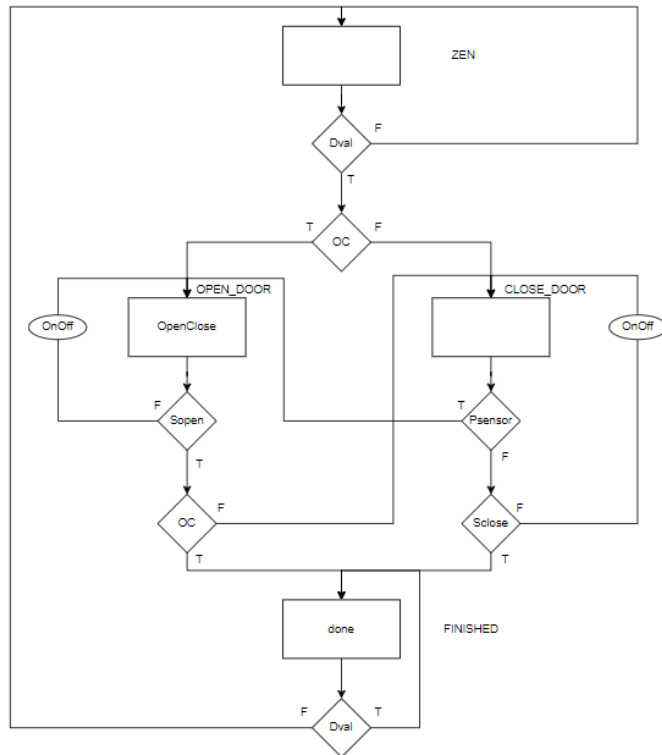 ZEN
F
Dval
T
T
F
OC
OPEN_DOOR
CLOSE_DOOR
OnOff
OpenClose
OnOff
F
T
Sopen
Psensor
T
F
F
F
OC
Sclose
T
T
done
FINISHED
F
T
Dval